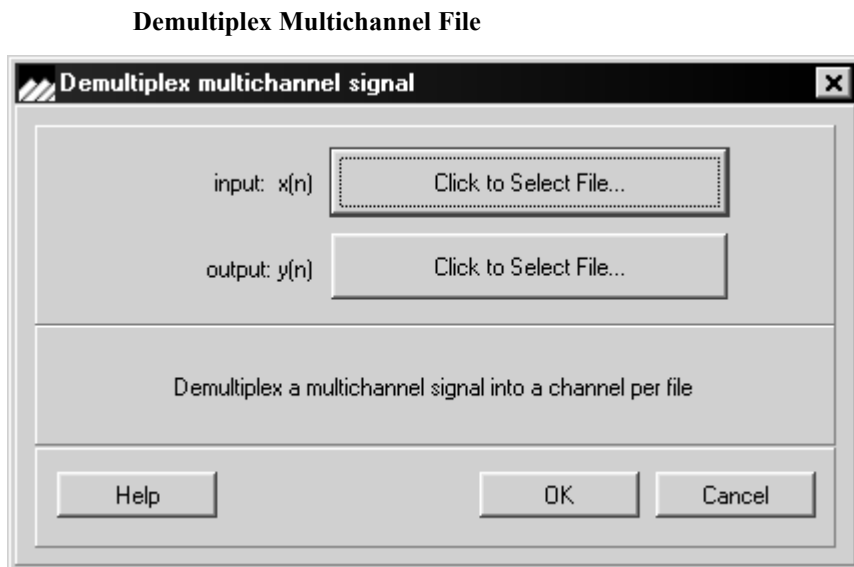 Demultiplex Multichannel File
Demultiplex multichannel signal
input: x(n) Click to Select File...
output: y(n) Click to Select File...
Demultiplex a multichannel signal into a channel per file
Help OK Cancel